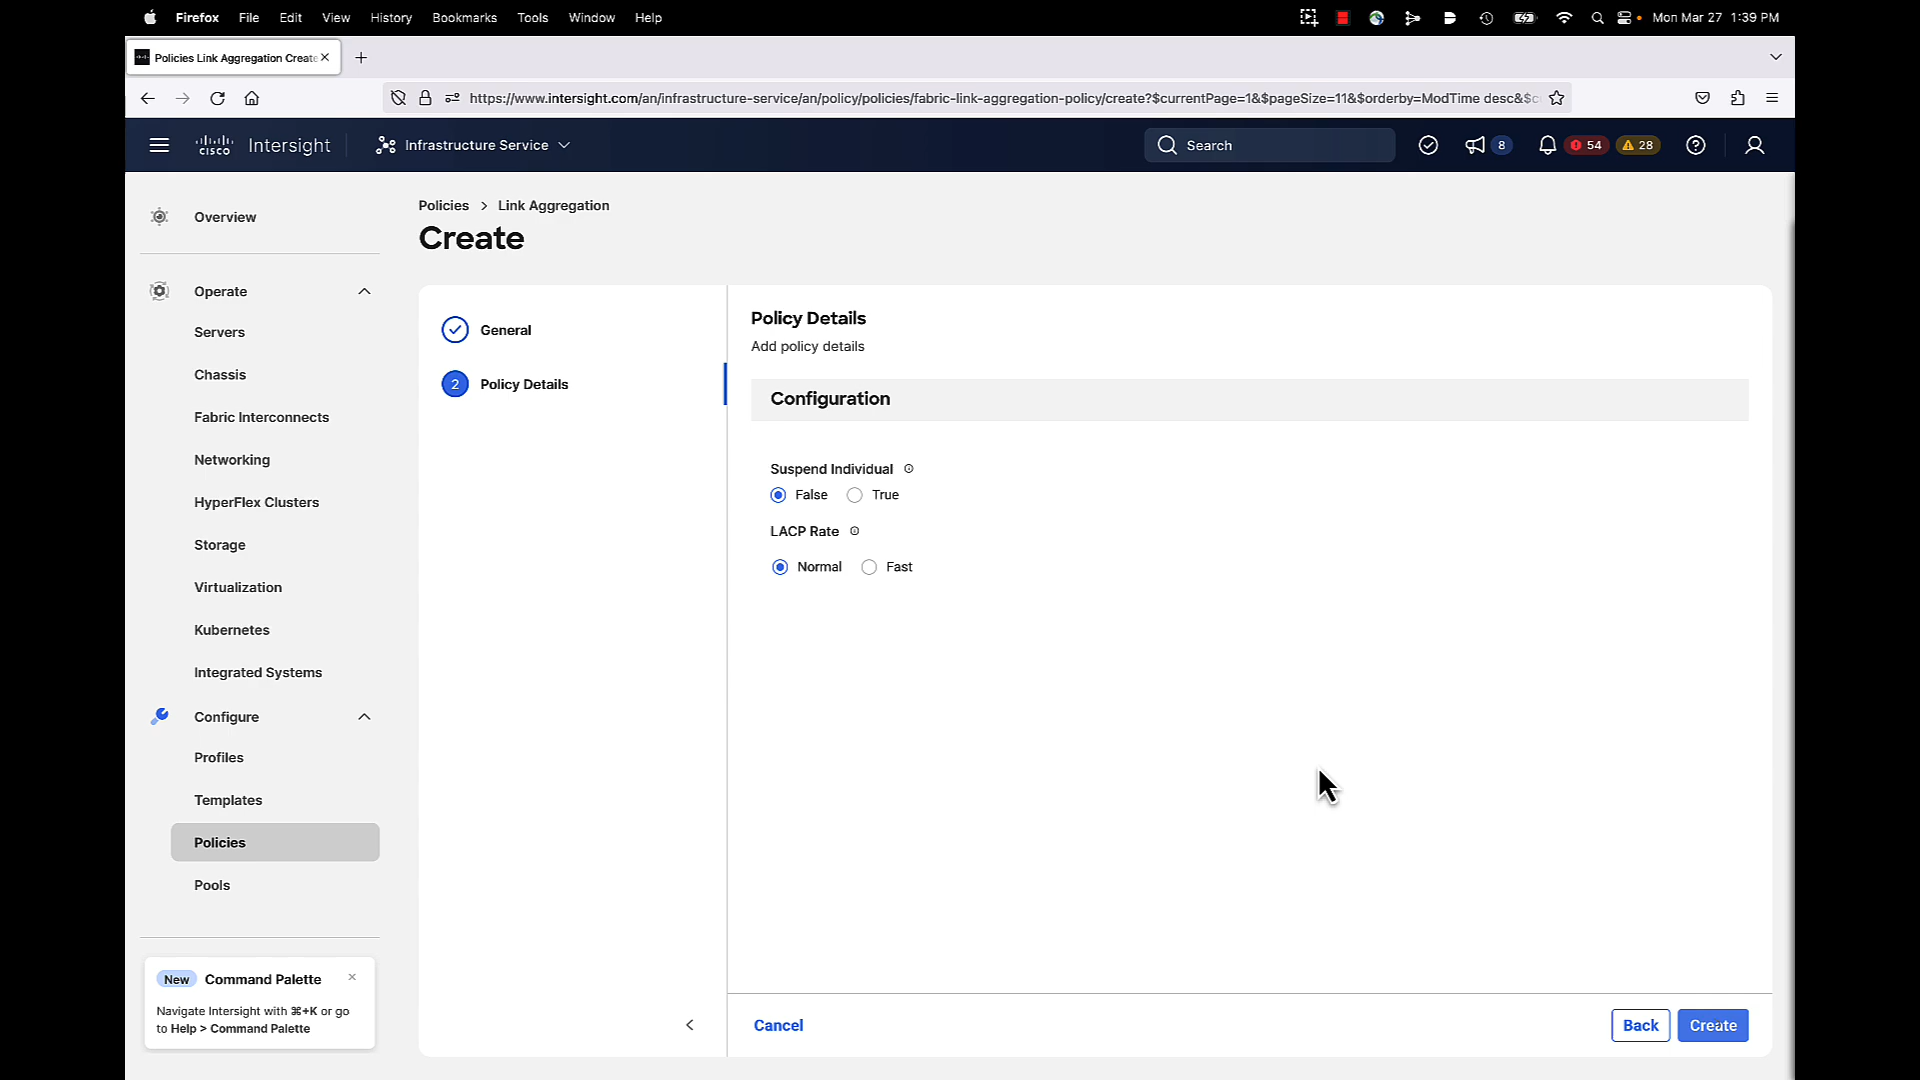 Firefox File Edit View History Bookmarks Tools Window Help Mon Mar 27 1:39 PM
Policies Link Aggregation Create
https://www.intersight.com/an/infrastructure-service/an/policy/policies/fabric-link-aggregation-policy/create?$currentPage=1&$pageSize=11&$orderby=ModTime desc&$c
CISCO Intersight Infrastructure Service Search 8 54 28
Overview
Operate
Servers
Chassis
Fabric Interconnects
Networking
HyperFlex Clusters
Storage
Virtualization
Kubernetes
Integrated Systems
Configure
Profiles
Templates
Policies
Pools
New Command Palette
Navigate Intersight with ⌘+K or go
to Help > Command Palette
Policies > Link Aggregation
Create
General
2 Policy Details
Policy Details
Add policy details
Configuration
Suspend Individual
False True
LACP Rate
Normal Fast
Cancel Back Create